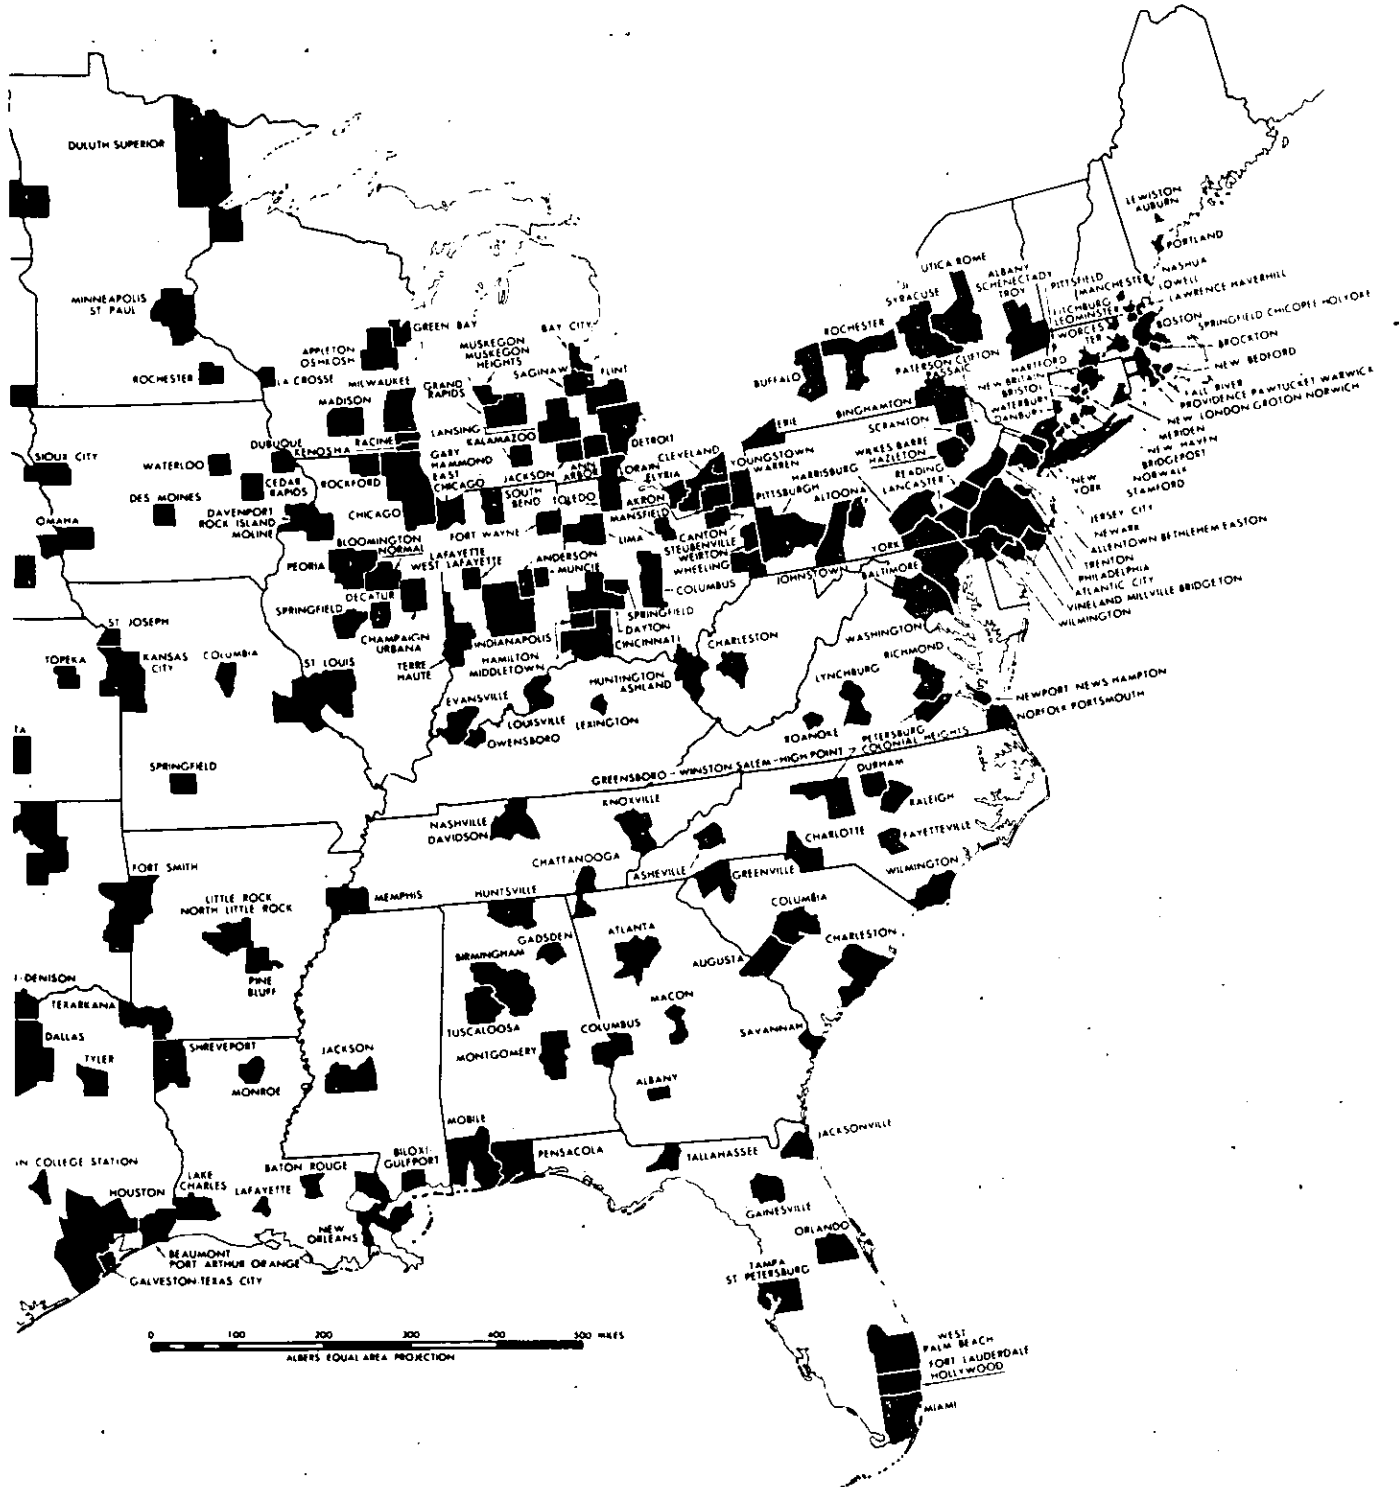 DULUTH SUPERIOR
MINNEAPOLIS
ST PAUL
ROCHESTER
LA CROSSE
GREEN BAY
APPLETON
OSHKOSH
MILWAUKEE
MADISON
RACINE
KENOSHA
DUBUQUE
SIOUX CITY
WATERLOO
CEDAR
RAPIDS
DES MOINES
ROCKFORD
DAVENPORT
ROCK ISLAND
MOLINE
OMAHA
CHICAGO
GARY
HAMMOND
EAST
CHICAGO
BLOOMINGTON
NORMAL
PEORIA
DECATUR
SPRINGFIELD
CHAMPAIGN
URBANA
MUSKEGON
MUSKEGON
HEIGHTS
BAY CITY
GRAND
RAPIDS
SAGINAW
FLINT
LANSING
KALAMAZOO
DETROIT
JACKSON
ANN
ARBOR
SOUTH
BEND
TOLEDO
FORT WAYNE
LIMA
LAFAYETTE
WEST LAFAYETTE
ANDERSON
MUNCIE
INDIANAPOLIS
TERRE
HAUTE
LORAIN
ELYRIA
CLEVELAND
AKRON
MANSFIELD
CANTON
STEUBENVILLE
WEIRTON
WHEELING
COLUMBUS
SPRINGFIELD
DAYTON
CINCINNATI
HAMILTON
MIDDLETOWN
YOUNGSTOWN
WARREN
ERIE
PITTSBURGH
ALTOONA
JOHNSTOWN
HARRISBURG
LANCASTER
READING
YORK
WILKES BARRE
HAZLETON
SCRANTON
BINGHAMTON
BUFFALO
ROCHESTER
SYRACUSE
UTICA ROME
ALBANY
SCHENECTADY
TROY
PATERSON CLIFTON
PASSAIC
PITTSFIELD
MANCHESTER
FITCHBURG
LEOMINSTER
WORCES
TER
HARTFORD
NEW BRITAIN
BRISTOL
WATERBURY
DANBURY
LEWISTON
AUBURN
PORTLAND
NASHUA
LOWELL
LAWRENCE HAVERHILL
BOSTON
SPRINGFIELD CHICOPEE HOLYOKE
BROCKTON
NEW BEDFORD
FALL RIVER
PROVIDENCE PAWTUCKET WARWICK
NEW LONDON GROTON NORWICH
MERIDEN
NEW
HAVEN
BRIDGEPORT
NORWALK
STAMFORD
NEW
YORK
JERSEY CITY
NEWARK
ALLENTOWN BETHLEHEM EASTON
TRENTON
PHILADELPHIA
ATLANTIC CITY
VINELAND MILLVILLE BRIDGETON
WILMINGTON
BALTIMORE
WASHINGTON
RICHMOND
LYNCHBURG
ROANOKE
PETERSBURG
COLONIAL HEIGHTS
NEWPORT NEWS HAMPTON
NORFOLK PORTSMOUTH
CHARLESTON
HUNTINGTON
ASHLAND
ST JOSEPH
TOPEKA
KANSAS
CITY
COLUMBIA
ST LOUIS
EVANSVILLE
LOUISVILLE
OWENSBORO
LEXINGTON
TA
SPRINGFIELD
GREENSBORO - WINSTON SALEM - HIGH POINT
DURHAM
RALEIGH
NASHVILLE
DAVIDSON
KNOXVILLE
CHARLOTTE
FAYETTEVILLE
CHATTANOOGA
ASHEVILLE
GREENVILLE
WILMINGTON
FORT SMITH
MEMPHIS
HUNTSVILLE
LITTLE ROCK
NORTH LITTLE ROCK
COLUMBIA
GADSDEN
ATLANTA
CHARLESTON
BIRMINGHAM
AUGUSTA
PINE
BLUFF
-DENISON
TEXARKANA
MACON
TUSCALOOSA
COLUMBUS
SAVANNAH
DALLAS
SHREVEPORT
JACKSON
MONTGOMERY
TYLER
MONROE
ALBANY
MOBILE
JACKSONVILLE
N COLLEGE STATION
BATON ROUGE
BILOXI-
GULFPORT
PENSACOLA
TALLAHASSEE
LAKE
CHARLES
HOUSTON
LAFAYETTE
GAINESVILLE
NEW
ORLEANS
ORLANDO
BEAUMONT
PORT ARTHUR ORANGE
GALVESTON-TEXAS CITY
TAMPA
ST PETERSBURG
WEST
PALM BEACH
FORT LAUDERDALE
HOLLYWOOD
MIAMI
0 100 200 300 400 500 MILES
ALBERS EQUAL AREA PROJECTION